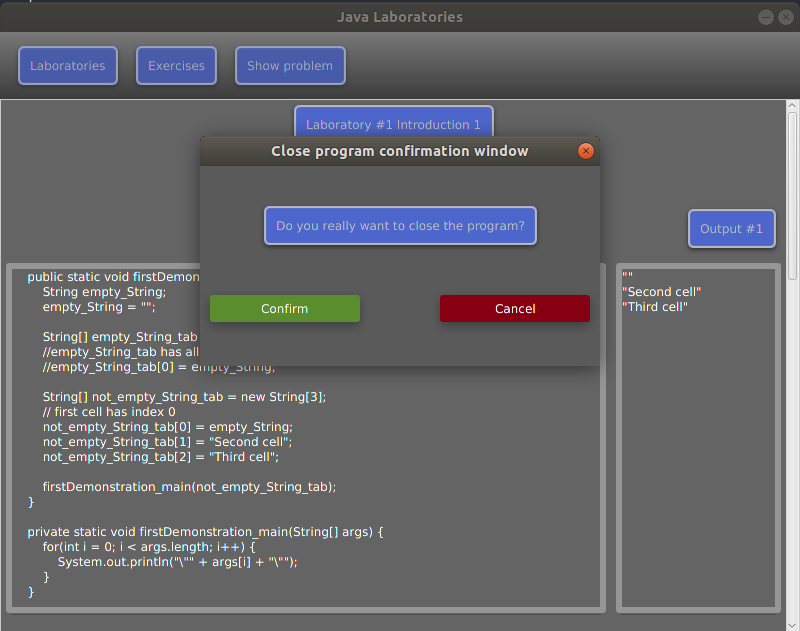 Java Laboratories
Laboratories
Exercises
Show problem
Laboratory #1 Introduction 1
Close program confirmation window
Do you really want to close the program?
Confirm
Cancel
Output #1
public static void firstDemon
String empty_String;
empty_String = "";
String[] empty_String_tab
//empty_String_tab has all
//empty_String_tab[0] = empty_String;
String[] not_empty_String_tab = new String[3];
// first cell has index 0
not_empty_String_tab[0] = empty_String;
not_empty_String_tab[1] = "Second cell";
not_empty_String_tab[2] = "Third cell";
firstDemonstration_main(not_empty_String_tab);
}
private static void firstDemonstration_main(String[] args) {
for(int i = 0; i < args.length; i++) {
System.out.println("\"" + args[i] + "\"");
}
}
""
"Second cell"
"Third cell"